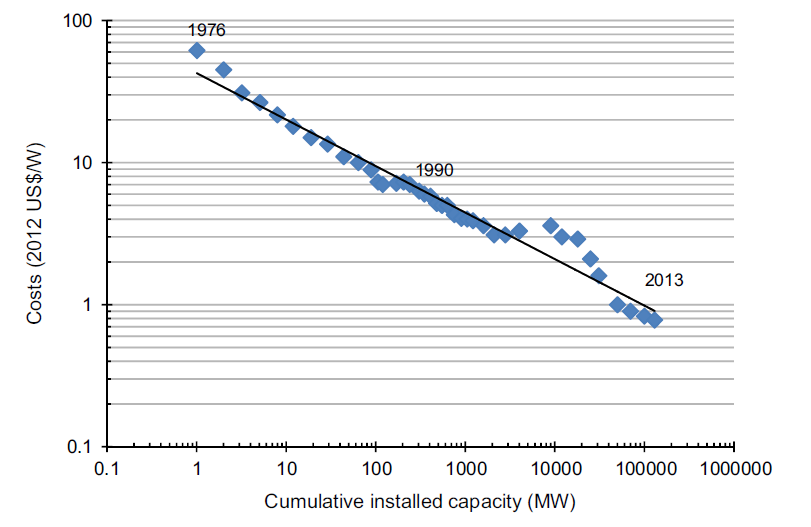 100
1976
10
1990
Costs (2012 US$/W)
2013
1
0.1
0.1 1 10 100 1000 10000 100000 1000000
Cumulative installed capacity (MW)